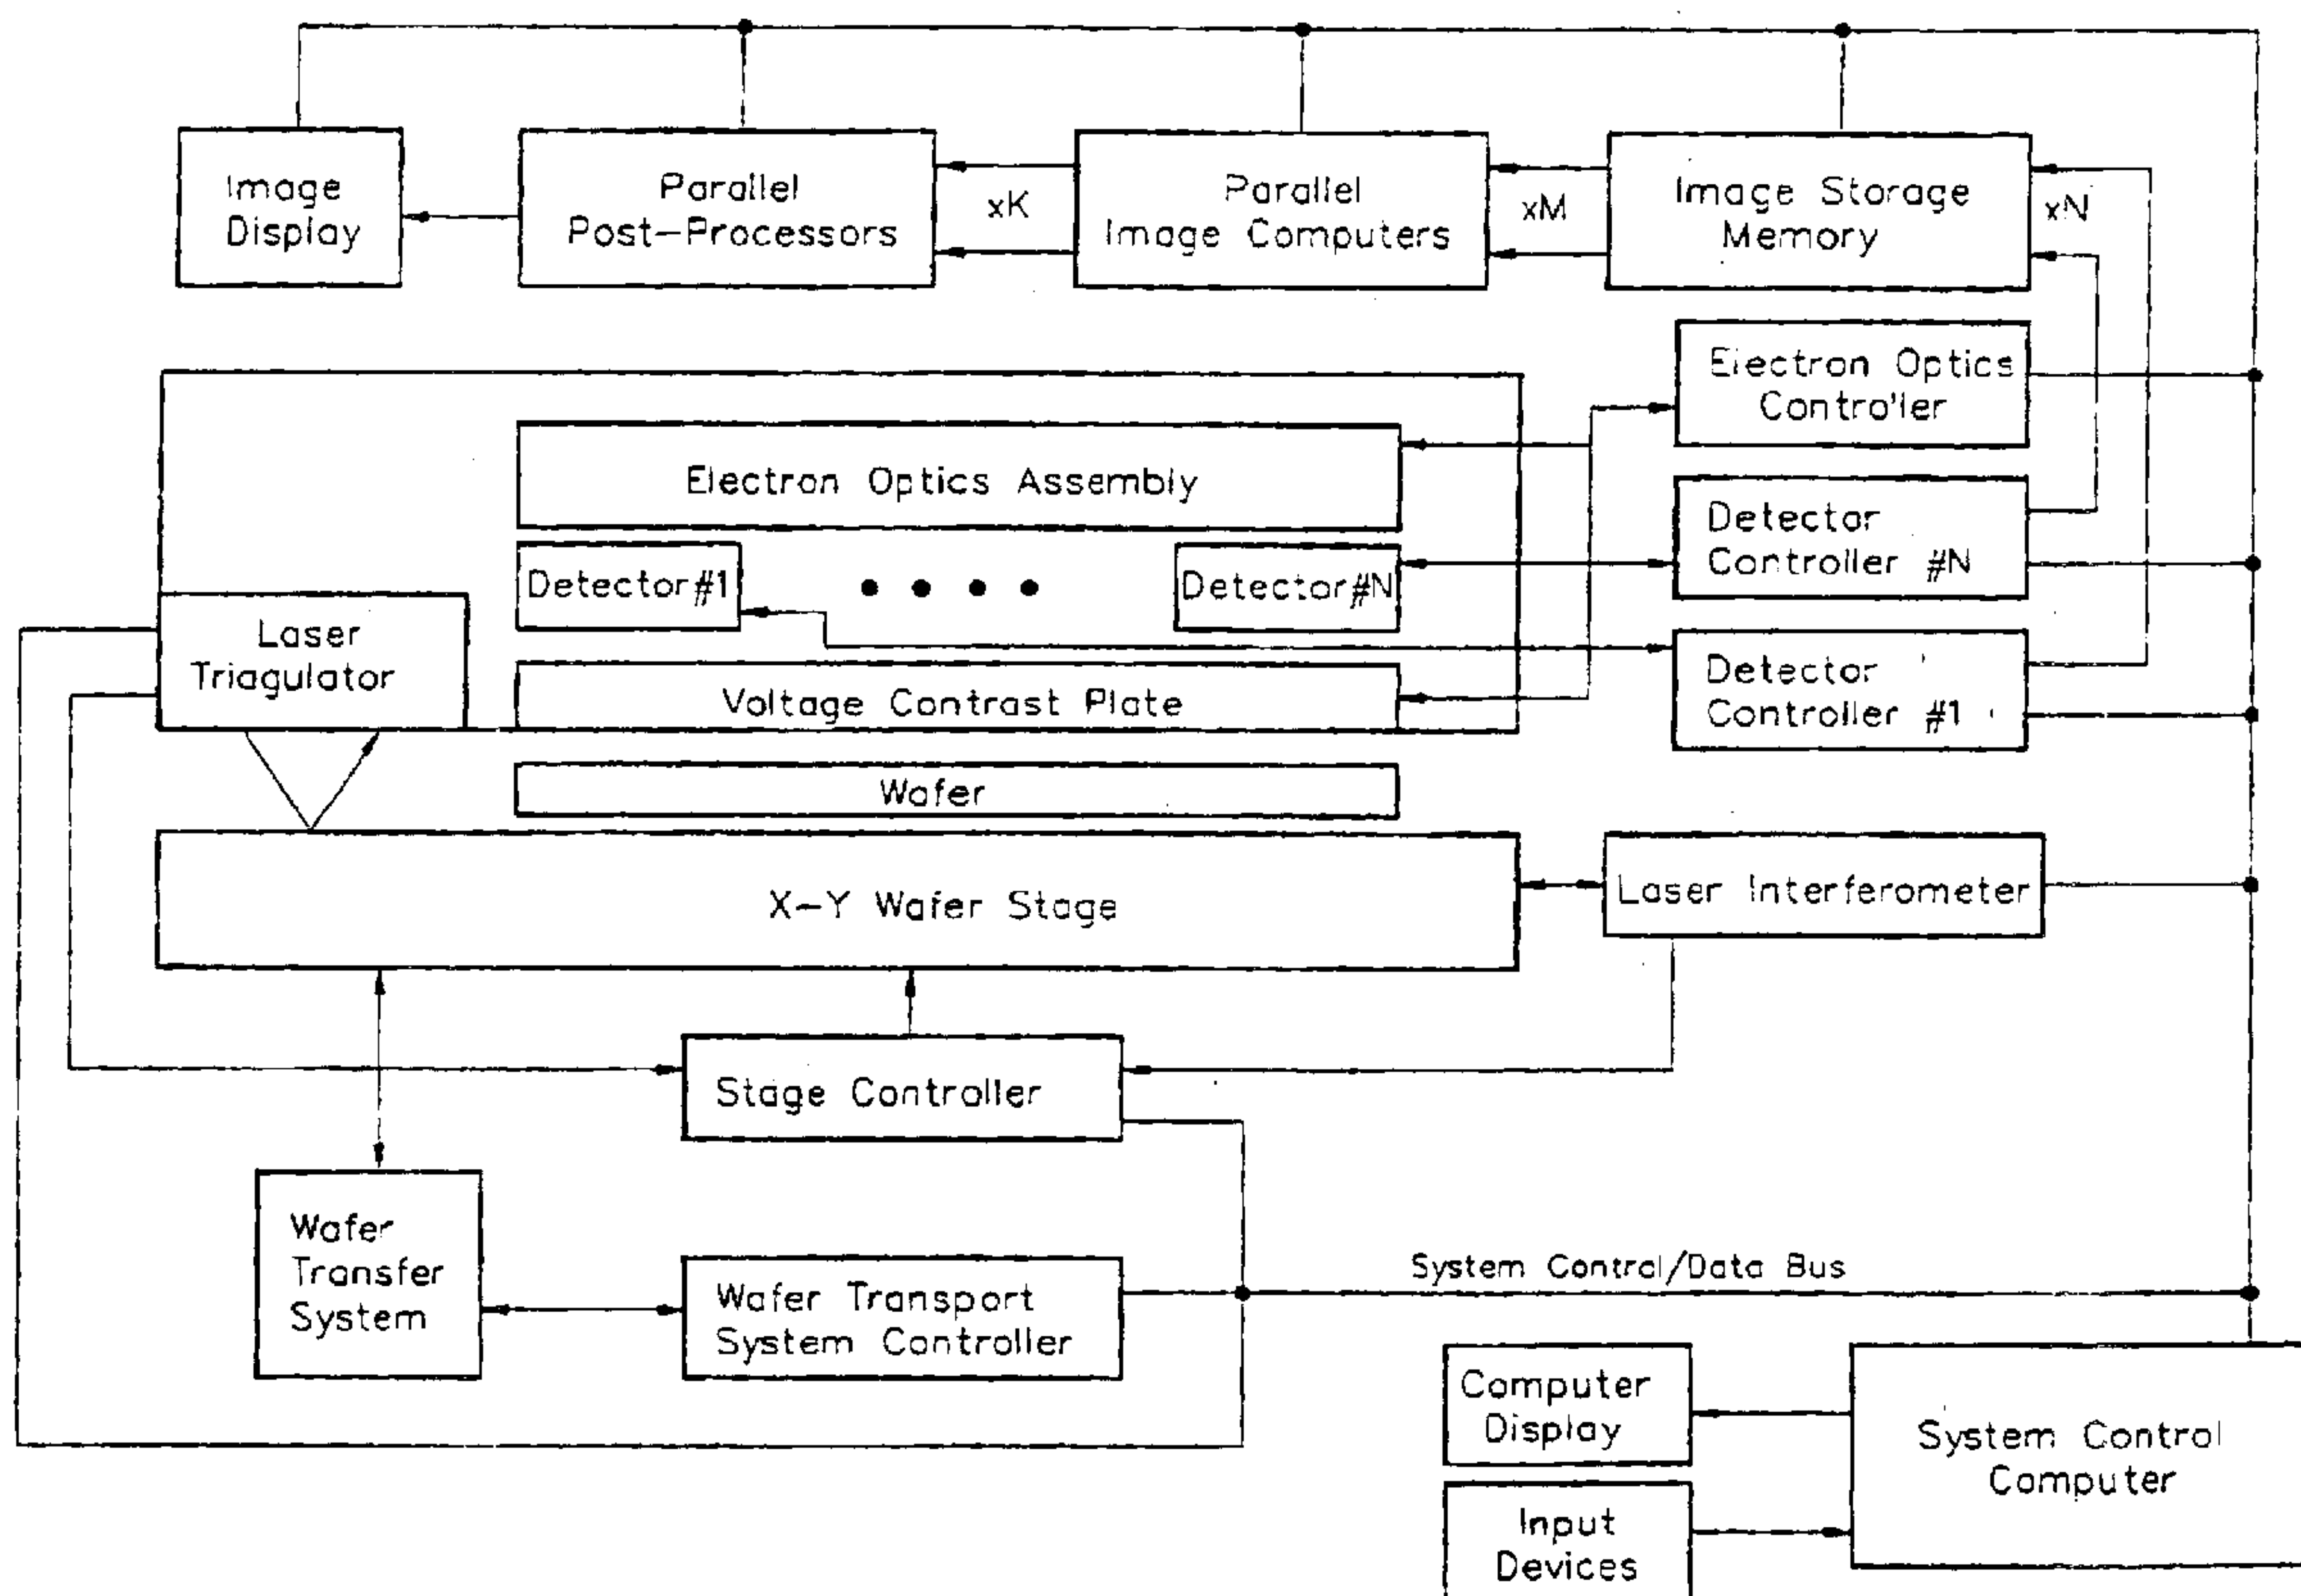 Image
Display
Parallel
Post-Processors
xK
Parallel
Image Computers
xM
Image Storage
Memory
xN
Electron Optics
Controller
Electron Optics Assembly
Detector
Controller #N
Detector#1
Detector#N
Laser
Triagulator
Detector
Controller #1
Voltage Contrast Plate
Wafer
X-Y Wafer Stage
Laser Interferometer
Stage Controller
Wafer
Transfer
System
Wafer Transport
System Controller
System Control/Data Bus
Computer
Display
System Control
Computer
Input
Devices